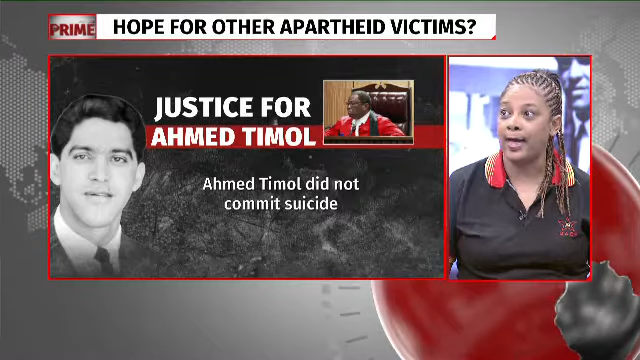 PRIME
HOPE FOR OTHER APARTHEID VICTIMS?
JUSTICE FOR
AHMED TIMOL
Ahmed Timol did not
commit suicide